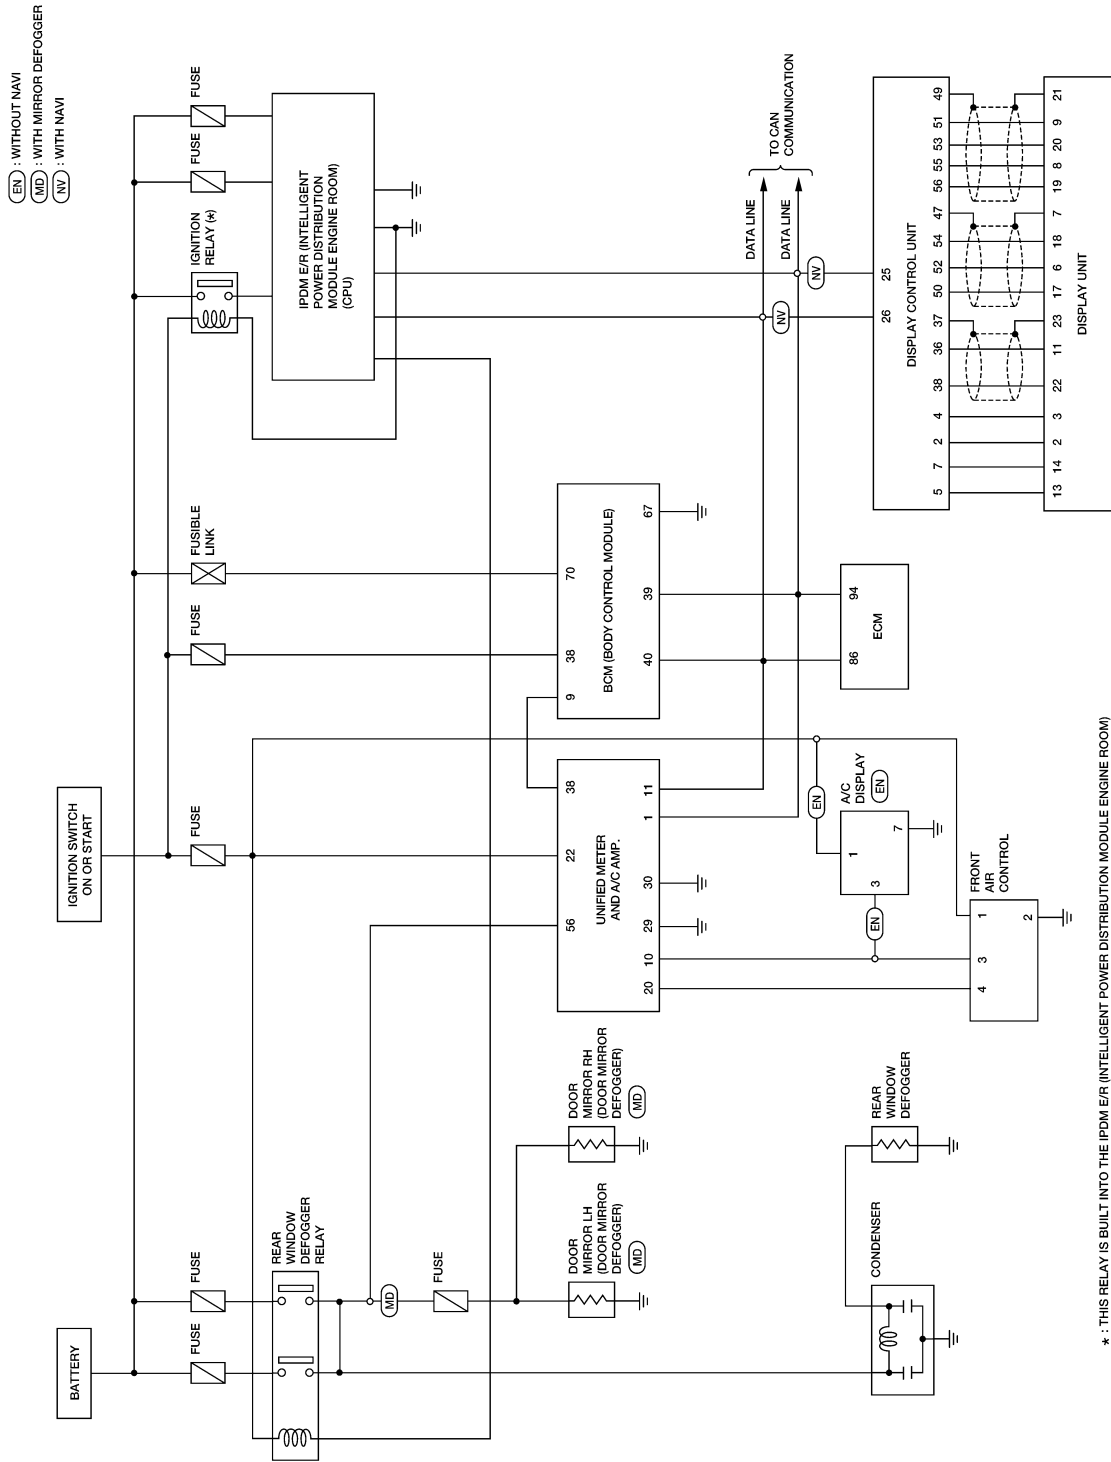 EN : WITHOUT NAVI
MD : WITH MIRROR DEFOGGER
NV : WITH NAVI
BATTERY
IGNITION SWITCH
ON OR START
FUSE
FUSE
FUSE
FUSE
FUSIBLE
LINK
IGNITION
RELAY (*)
FUSE
FUSE
REAR
WINDOW
DEFOGGER
RELAY
IPDM E/R (INTELLIGENT
POWER DISTRIBUTION
MODULE ENGINE ROOM)
(CPU)
MD
FUSE
DOOR
MIRROR LH
(DOOR MIRROR
DEFOGGER)
MD
DOOR
MIRROR RH
(DOOR MIRROR
DEFOGGER)
MD
56 22 38
UNIFIED METER
AND A/C AMP.
20 10 29 30 1 11
9 38 70
BCM (BODY CONTROL MODULE)
40 39 67
DATA LINE
DATA LINE
TO CAN
COMMUNICATION
NV
NV
CONDENSER
REAR
WINDOW
DEFOGGER
EN
EN
A/C
DISPLAY
EN
1
3 7
FRONT
AIR
CONTROL
4 3 1
2
86 94
ECM
26 25
DISPLAY CONTROL UNIT
5 7 2 4 38 36 37 50 52 54 47 56 55 53 51 49
13 14 2 3 22 11 23 17 6 18 7 19 8 20 9 21
DISPLAY UNIT
* : THIS RELAY IS BUILT INTO THE IPDM E/R (INTELLIGENT POWER DISTRIBUTION MODULE ENGINE ROOM)